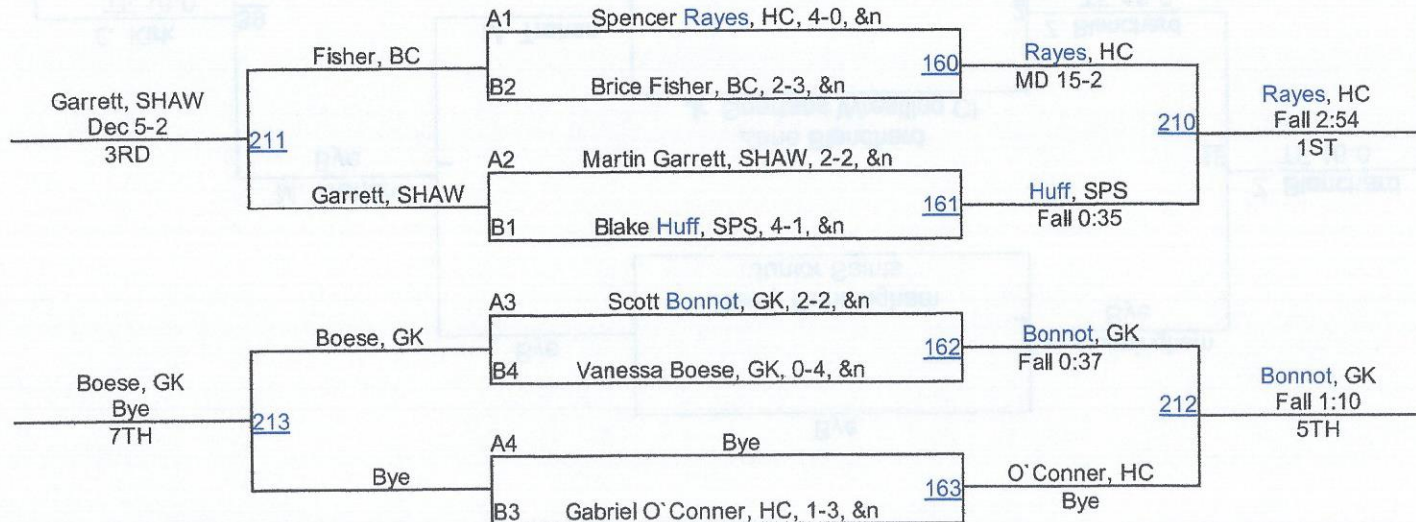 A1 Spencer Rayes, HC, 4-0, &n
Fisher, BC
160
Rayes, HC
MD 15-2
B2 Brice Fisher, BC, 2-3, &n
Garrett, SHAW
Dec 5-2
3RD
211
210
Rayes, HC
Fall 2:54
1ST
A2 Martin Garrett, SHAW, 2-2, &n
Garrett, SHAW
161
Huff, SPS
Fall 0:35
B1 Blake Huff, SPS, 4-1, &n
A3 Scott Bonnot, GK, 2-2, &n
Boese, GK
162
Bonnot, GK
Fall 0:37
B4 Vanessa Boese, GK, 0-4, &n
Boese, GK
Bye
7TH
213
212
Bonnot, GK
Fall 1:10
5TH
A4 Bye
Bye
163
O`Conner, HC
Bye
B3 Gabriel O`Conner, HC, 1-3, &n